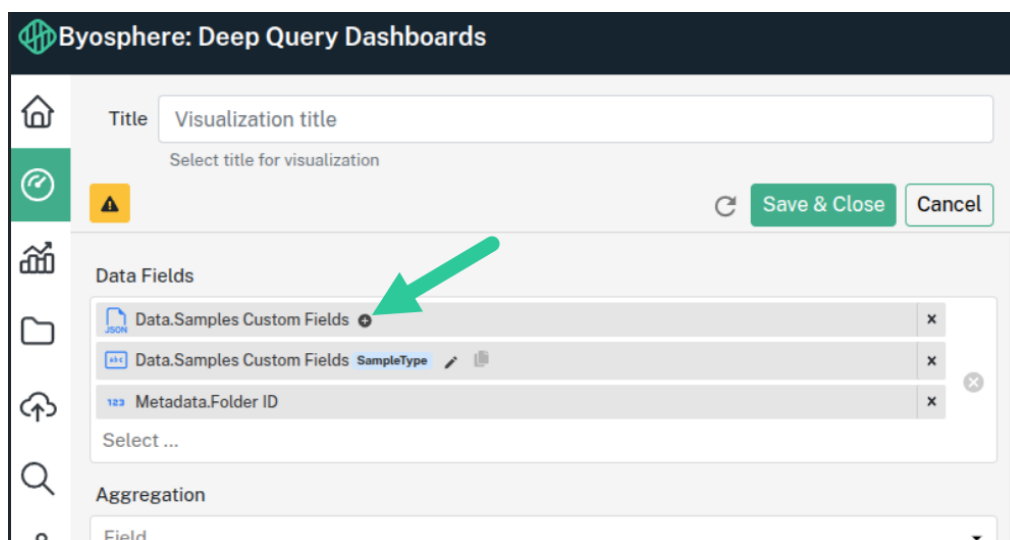 Byosphere: Deep Query Dashboards
Title
Visualization title
Select title for visualization
Save & Close
Cancel
Data Fields
JSON Data.Samples Custom Fields x
abc Data.Samples Custom Fields SampleType x
123 Metadata.Folder ID x
Select ...
Aggregation
Field